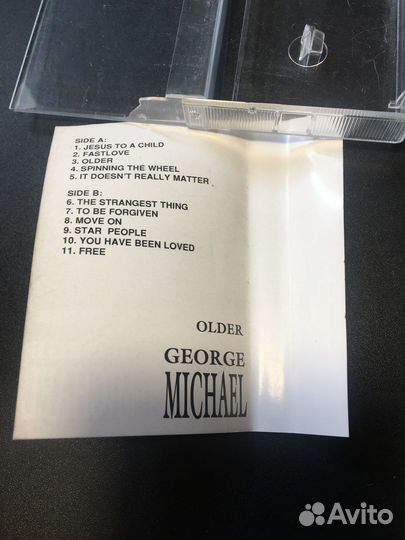 SIDE A:
1. JESUS TO A CHILD
2. FASTLOVE
3. OLDER
4. SPINNING THE WHEEL
5. IT DOESN'T REALLY MATTER
SIDE B:
6. THE STRANGEST THING
7. TO BE FORGIVEN
8. MOVE ON
9. STAR PEOPLE
10. YOU HAVE BEEN LOVED
11. FREE
OLDER
GEORGE
MICHAEL
Avito